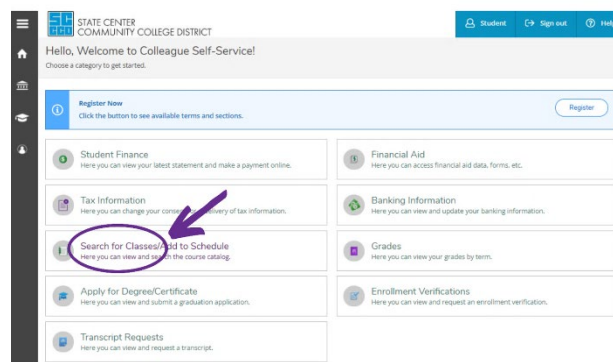 SC
CCD
STATE CENTER
COMMUNITY COLLEGE DISTRICT
Student
Sign out
Help
Hello, Welcome to Colleague Self-Service!
Choose a category to get started.
Register Now
Click the button to see available terms and sections.
Register
Student Finance
Here you can view your latest statement and make a payment online.
Financial Aid
Here you can access financial aid data, forms, etc.
Tax Information
Here you can change your consent delivery of tax information.
Banking Information
Here you can view and update your banking information.
Search for Classes/Add to Schedule
Here you can view and search the course catalog.
Grades
Here you can view your grades by term.
Apply for Degree/Certificate
Here you can view and submit a graduation application.
Enrollment Verifications
Here you can view and request an enrollment verification.
Transcript Requests
Here you can view and request a transcript.